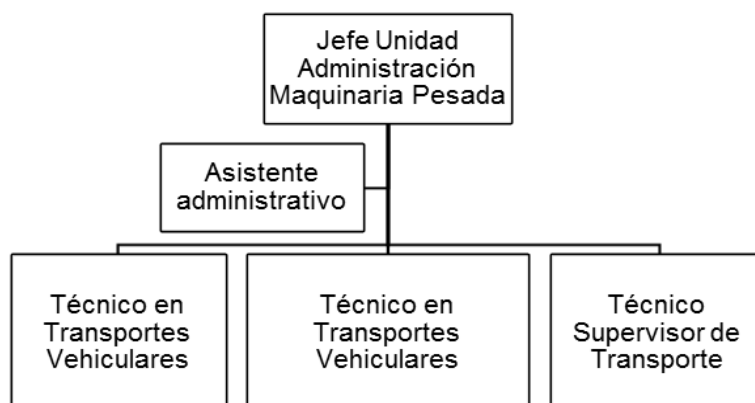 Jefe Unidad
Administración
Maquinaria Pesada
Asistente
administrativo
Técnico en
Transportes
Vehiculares
Técnico en
Transportes
Vehiculares
Técnico
Supervisor de
Transporte